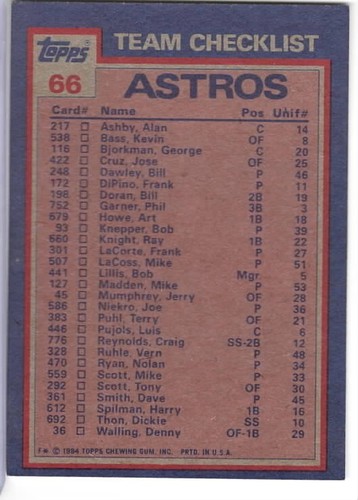 topps TEAM CHECKLIST
66 ASTROS
Card# Name Pos Unif#
217 Ashby, Alan C 14
538 Bass, Kevin OF 8
116 Bjorkman, George C 20
422 Cruz, Jose OF 25
248 Dawley, Bill P 46
172 DiPino, Frank P 11
198 Doran, Bill 2B 19
752 Garner, Phil 3B 3
679 Howe, Art 1B 18
93 Knepper, Bob P 39
660 Knight, Ray 1B 22
301 LaCorte, Frank P 27
507 LaCoss, Mike P 51
441 Lillis, Bob Mgr. 5
127 Madden, Mike P 53
45 Mumphrey, Jerry OF 28
586 Niekro, Joe P 36
383 Puhl, Terry OF 21
446 Pujols, Luis C 6
776 Reynolds, Craig SS-2B 12
328 Ruhle, Vern P 48
470 Ryan, Nolan P 34
559 Scott, Mike P 33
292 Scott, Tony OF 30
361 Smith, Dave P 45
612 Spilman, Harry 1B 16
692 Thon, Dickie SS 10
36 Walling, Denny OF-1B 29
© 1984 TOPPS CHEWING GUM, INC. PRTD. IN U.S.A.